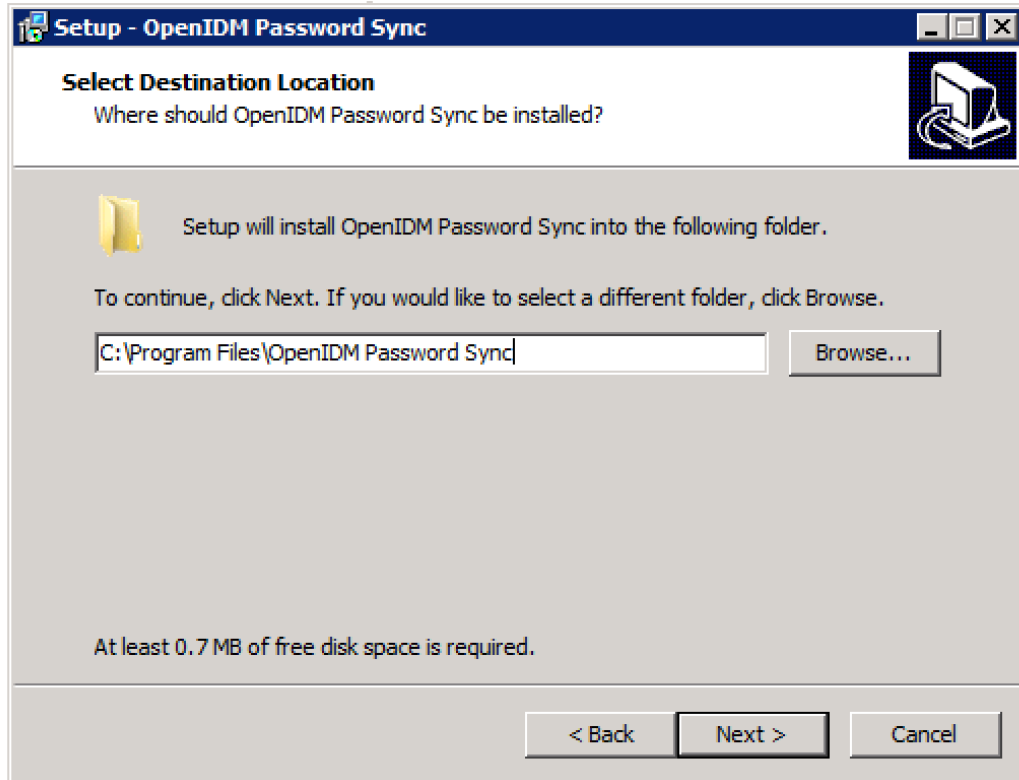 Setup - OpenIDM Password Sync
Select Destination Location
Where should OpenIDM Password Sync be installed?
Setup will install OpenIDM Password Sync into the following folder.
To continue, click Next. If you would like to select a different folder, click Browse.
C:\Program Files\OpenIDM Password Sync
Browse...
At least 0.7 MB of free disk space is required.
< Back
Next >
Cancel